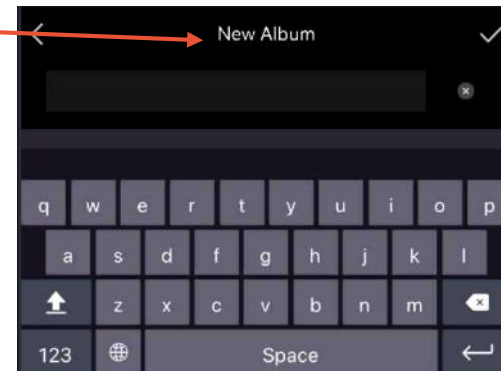 New Album
q w e r t y u i o p
a s d f g h j k l
z x c v b n m
123 Space